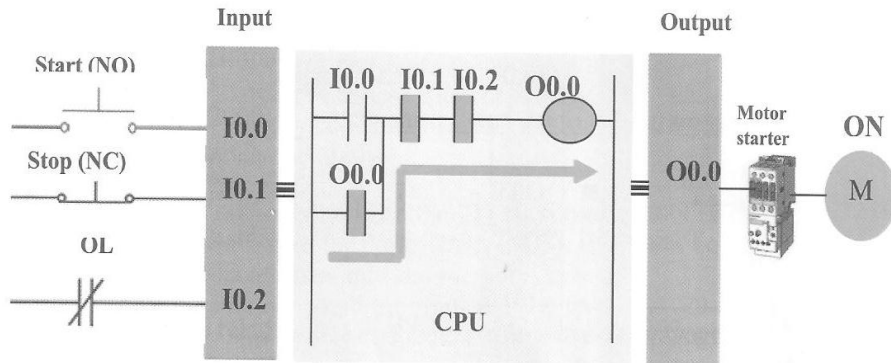 Input
Output
Start (NO)
I0.0
Stop (NC)
I0.1
OL
I0.2
I0.0
I0.1
I0.2
O0.0
O0.0
CPU
O0.0
Motor
starter
ON
M